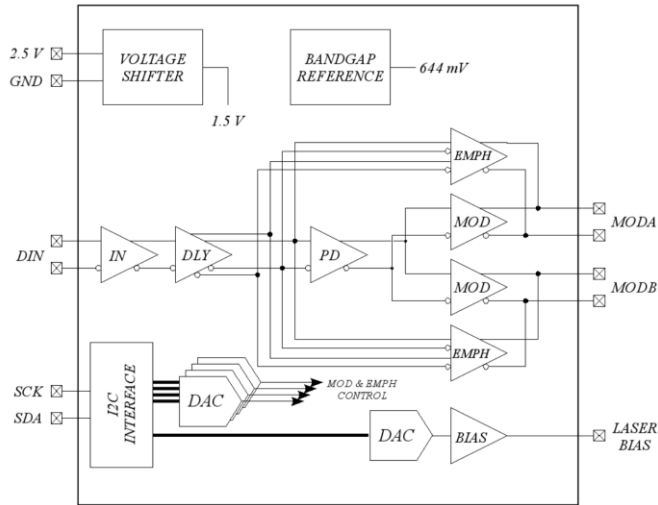 2.5 V
GND
VOLTAGE
SHIFTER
1.5 V
BANDGAP
REFERENCE
644 mV
EMPH
MOD
MODA
DIN
IN
DLY
PD
MOD
MODB
EMPH
SCK
SDA
I2C
INTERFACE
DAC
MOD & EMPH
CONTROL
DAC
BIAS
LASER
BIAS